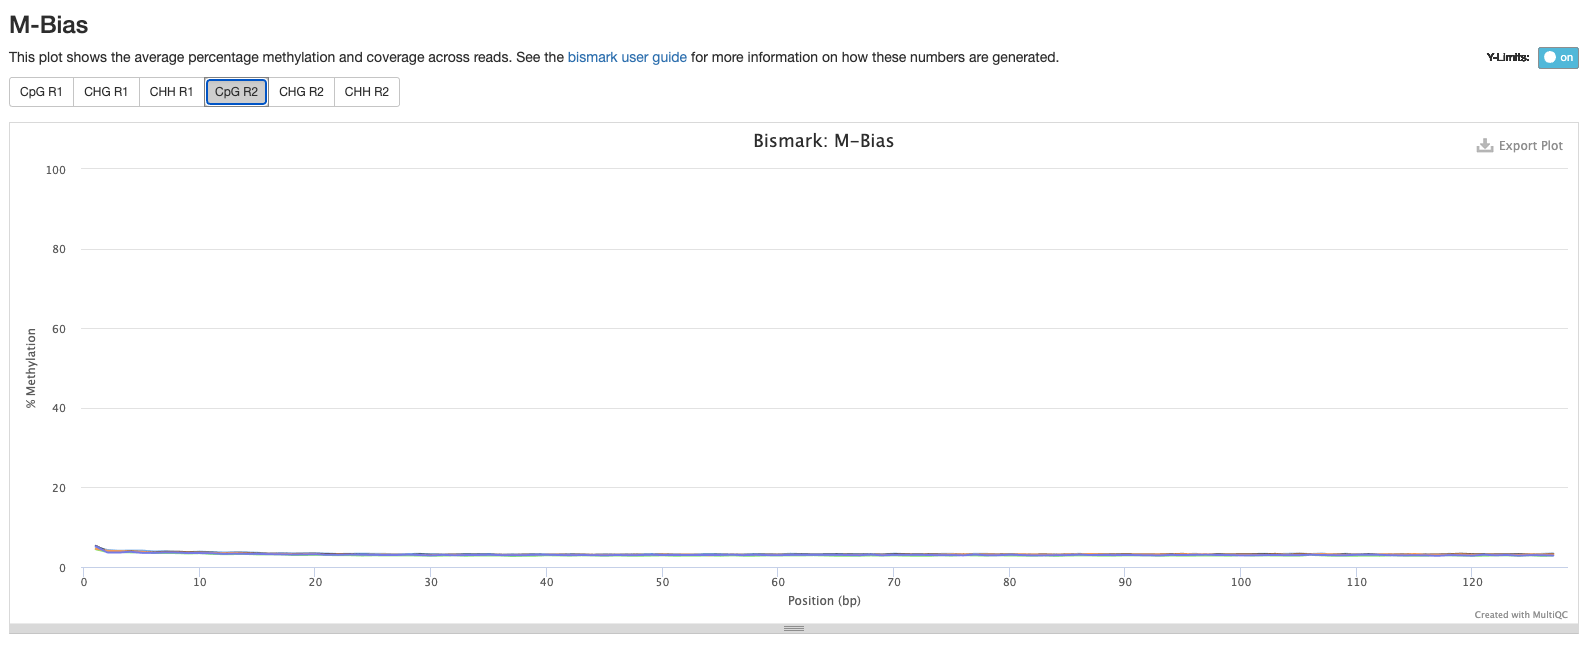 M-Bias
This plot shows the average percentage methylation and coverage across reads. See the bismark user guide for more information on how these numbers are generated.
Y-Limits: on
CpG R1 CHG R1 CHH R1 CpG R2 CHG R2 CHH R2
Bismark: M-Bias
Export Plot
100
80
60
40
20
0
% Methylation
0 10 20 30 40 50 60 70 80 90 100 110 120
Position (bp)
Created with MultiQC